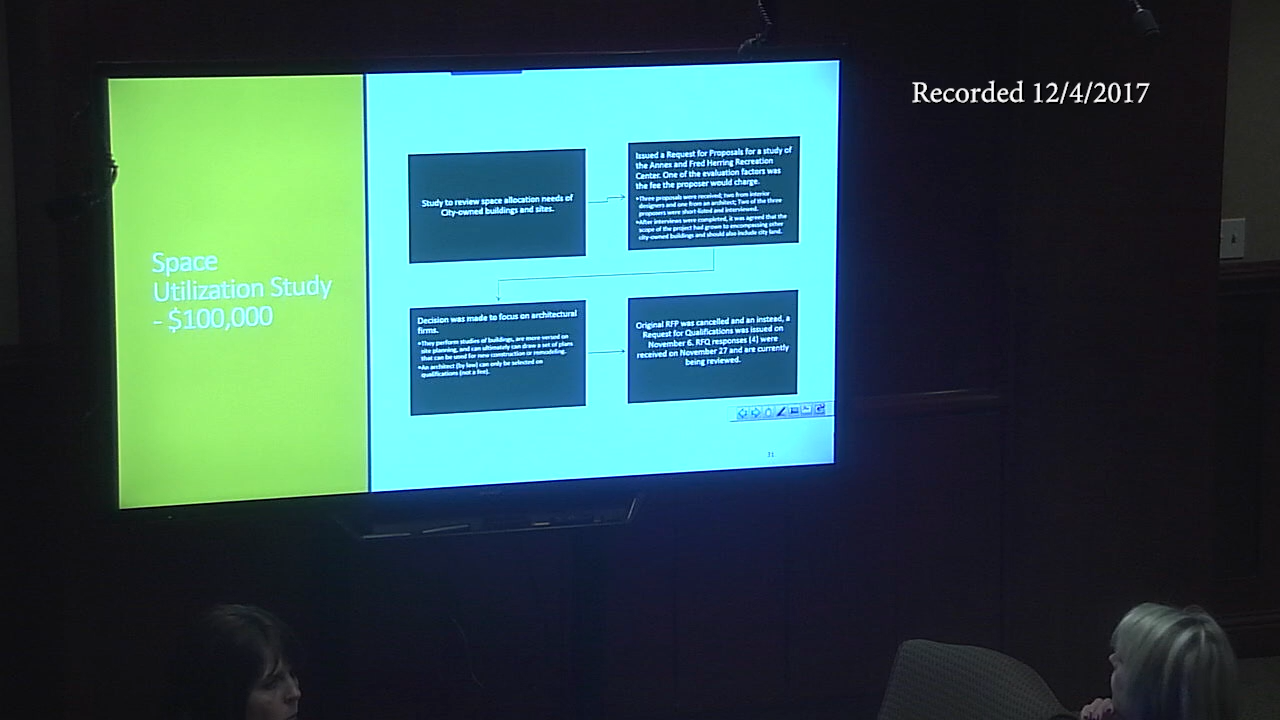 Recorded 12/4/2017
Space
Utilization Study
- $100,000
Study to review space allocation needs of
City-owned buildings and sites.
Issued a Request for Proposals for a study of
the Annex and Fred Herring Recreation
Center. One of the evaluation factors was
the fee the proposer would charge.
•Three proposals were received, two from interior
designers and one from an architect; Two of the three
proposers were short-listed and interviewed.
•After interviews were completed, it was agreed that the
scope of the project had grown to encompassing other
city-owned buildings and should also include city land.
Decision was made to focus on architectural
firms.
•They perform studies of buildings, are more versed on
site planning, and can ultimately can draw a set of plans
that can be used for new construction or remodeling.
•An architect (by law) can only be selected on
qualifications (not a fee).
Original RFP was cancelled and an instead, a
Request for Qualifications was issued on
November 6. RFQ responses (4) were
received on November 27 and are currently
being reviewed.
31